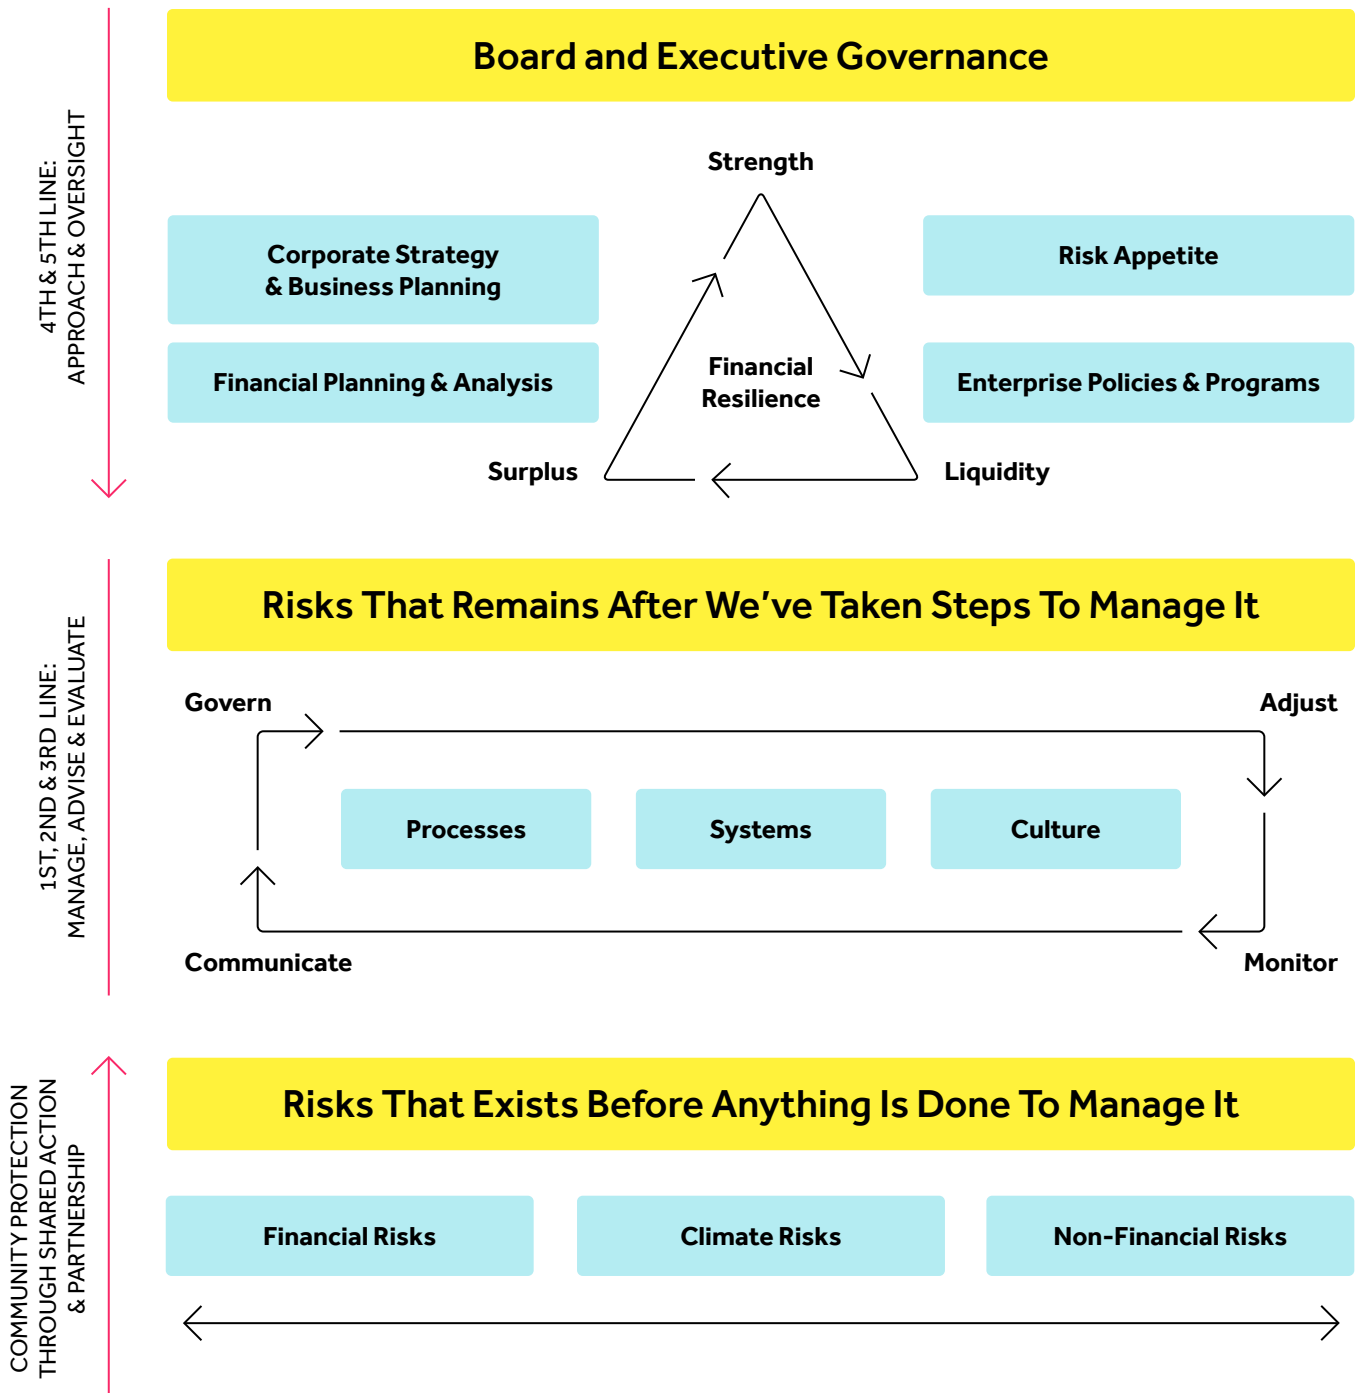 Board and Executive Governance
4TH & 5TH LINE:
APPROACH & OVERSIGHT
Strength
Corporate Strategy
& Business Planning
Risk Appetite
Financial Planning & Analysis
Financial
Resilience
Enterprise Policies & Programs
Surplus
Liquidity
Risks That Remains After We’ve Taken Steps To Manage It
1ST, 2ND & 3RD LINE:
MANAGE, ADVISE & EVALUATE
Govern
Adjust
Processes
Systems
Culture
Communicate
Monitor
Risks That Exists Before Anything Is Done To Manage It
COMMUNITY PROTECTION
THROUGH SHARED ACTION
& PARTNERSHIP
Financial Risks
Climate Risks
Non-Financial Risks